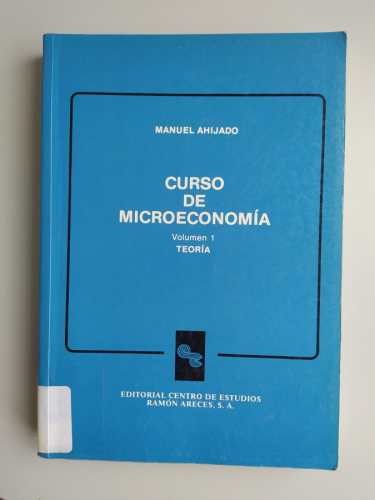 MANUEL AHIJADO
CURSO
DE
MICROECONOMÍA
Volumen 1
TEORÍA
EDITORIAL CENTRO DE ESTUDIOS
RAMÓN ARECES, S. A.